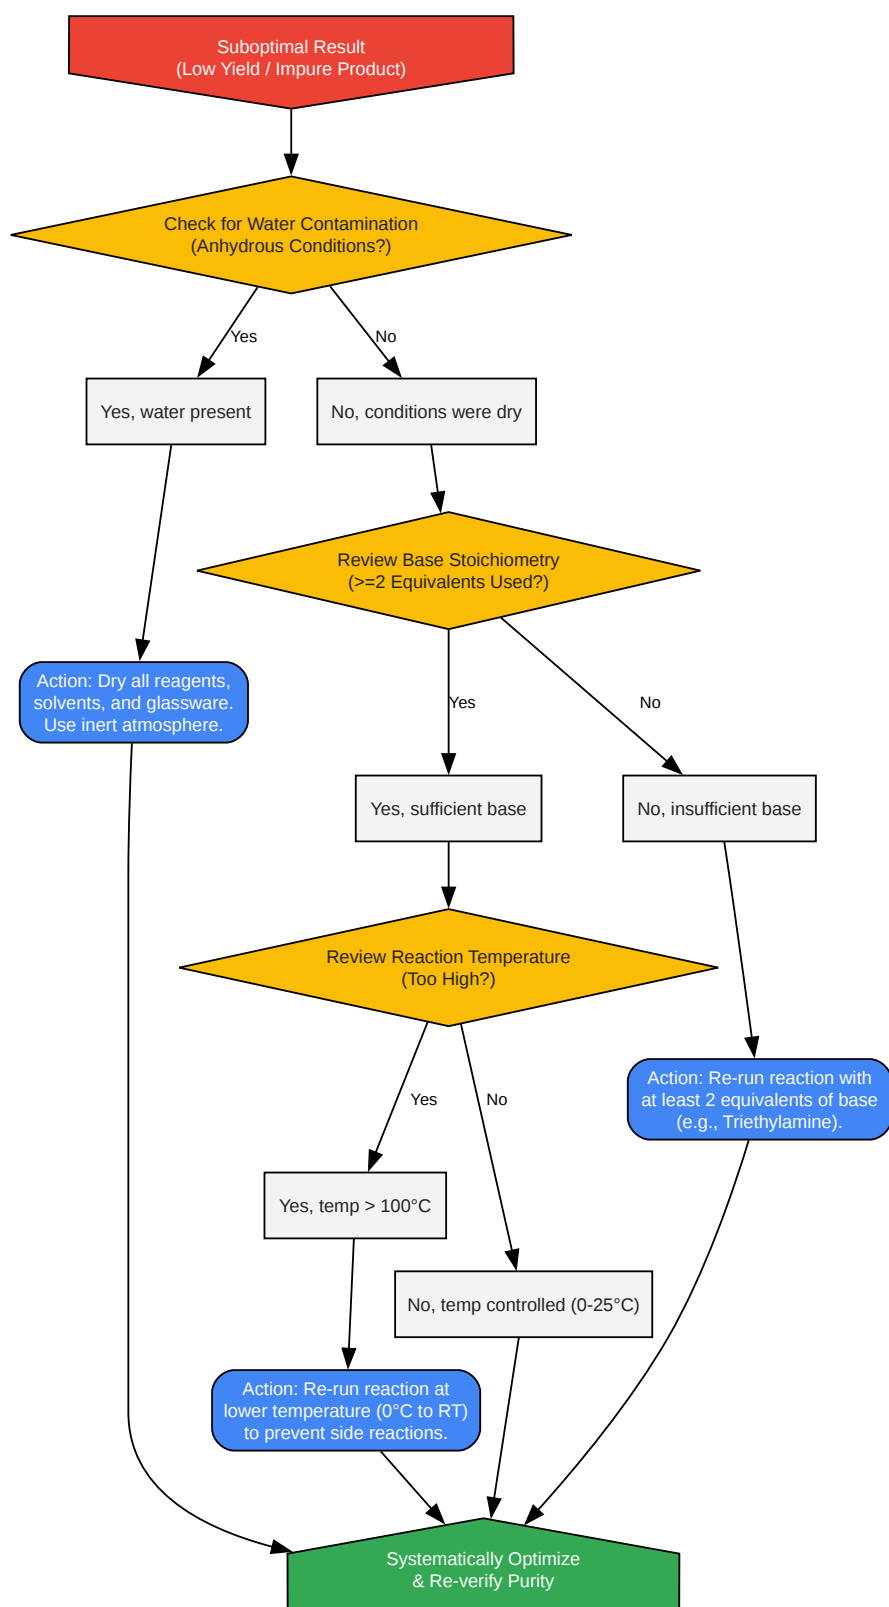 Suboptimal Result
(Low Yield / Impure Product)
Check for Water Contamination
(Anhydrous Conditions?)
Yes
No
Yes, water present
No, conditions were dry
Review Base Stoichiometry
(>=2 Equivalents Used?)
Yes
No
Action: Dry all reagents,
solvents, and glassware.
Use inert atmosphere.
Yes, sufficient base
No, insufficient base
Review Reaction Temperature
(Too High?)
Yes
No
Action: Re-run reaction with
at least 2 equivalents of base
(e.g., Triethylamine).
Yes, temp > 100°C
No, temp controlled (0-25°C)
Action: Re-run reaction at
lower temperature (0°C to RT)
to prevent side reactions.
Systematically Optimize
& Re-verify Purity